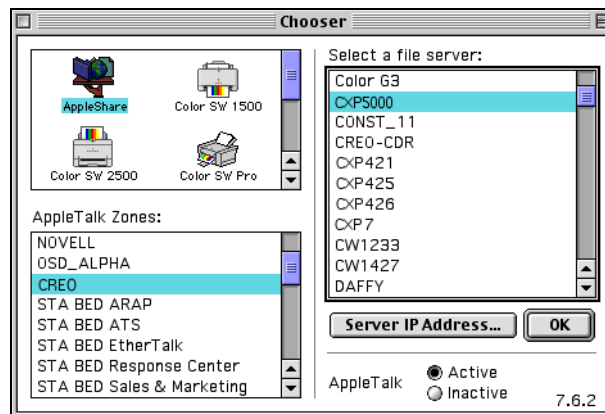 Chooser
AppleShare
Color SW 1500
Color SW 2500
Color SW Pro
AppleTalk Zones:
NOVELL
OSD_ALPHA
CREO
STA BED ARAP
STA BED ATS
STA BED EtherTalk
STA BED Response Center
STA BED Sales & Marketing
Select a file server:
Color G3
CXP5000
CONST_11
CREO-CDR
CXP421
CXP425
CXP426
CXP7
CW1233
CW1427
DAFFY
Server IP Address...
OK
AppleTalk
Active
Inactive
7.6.2